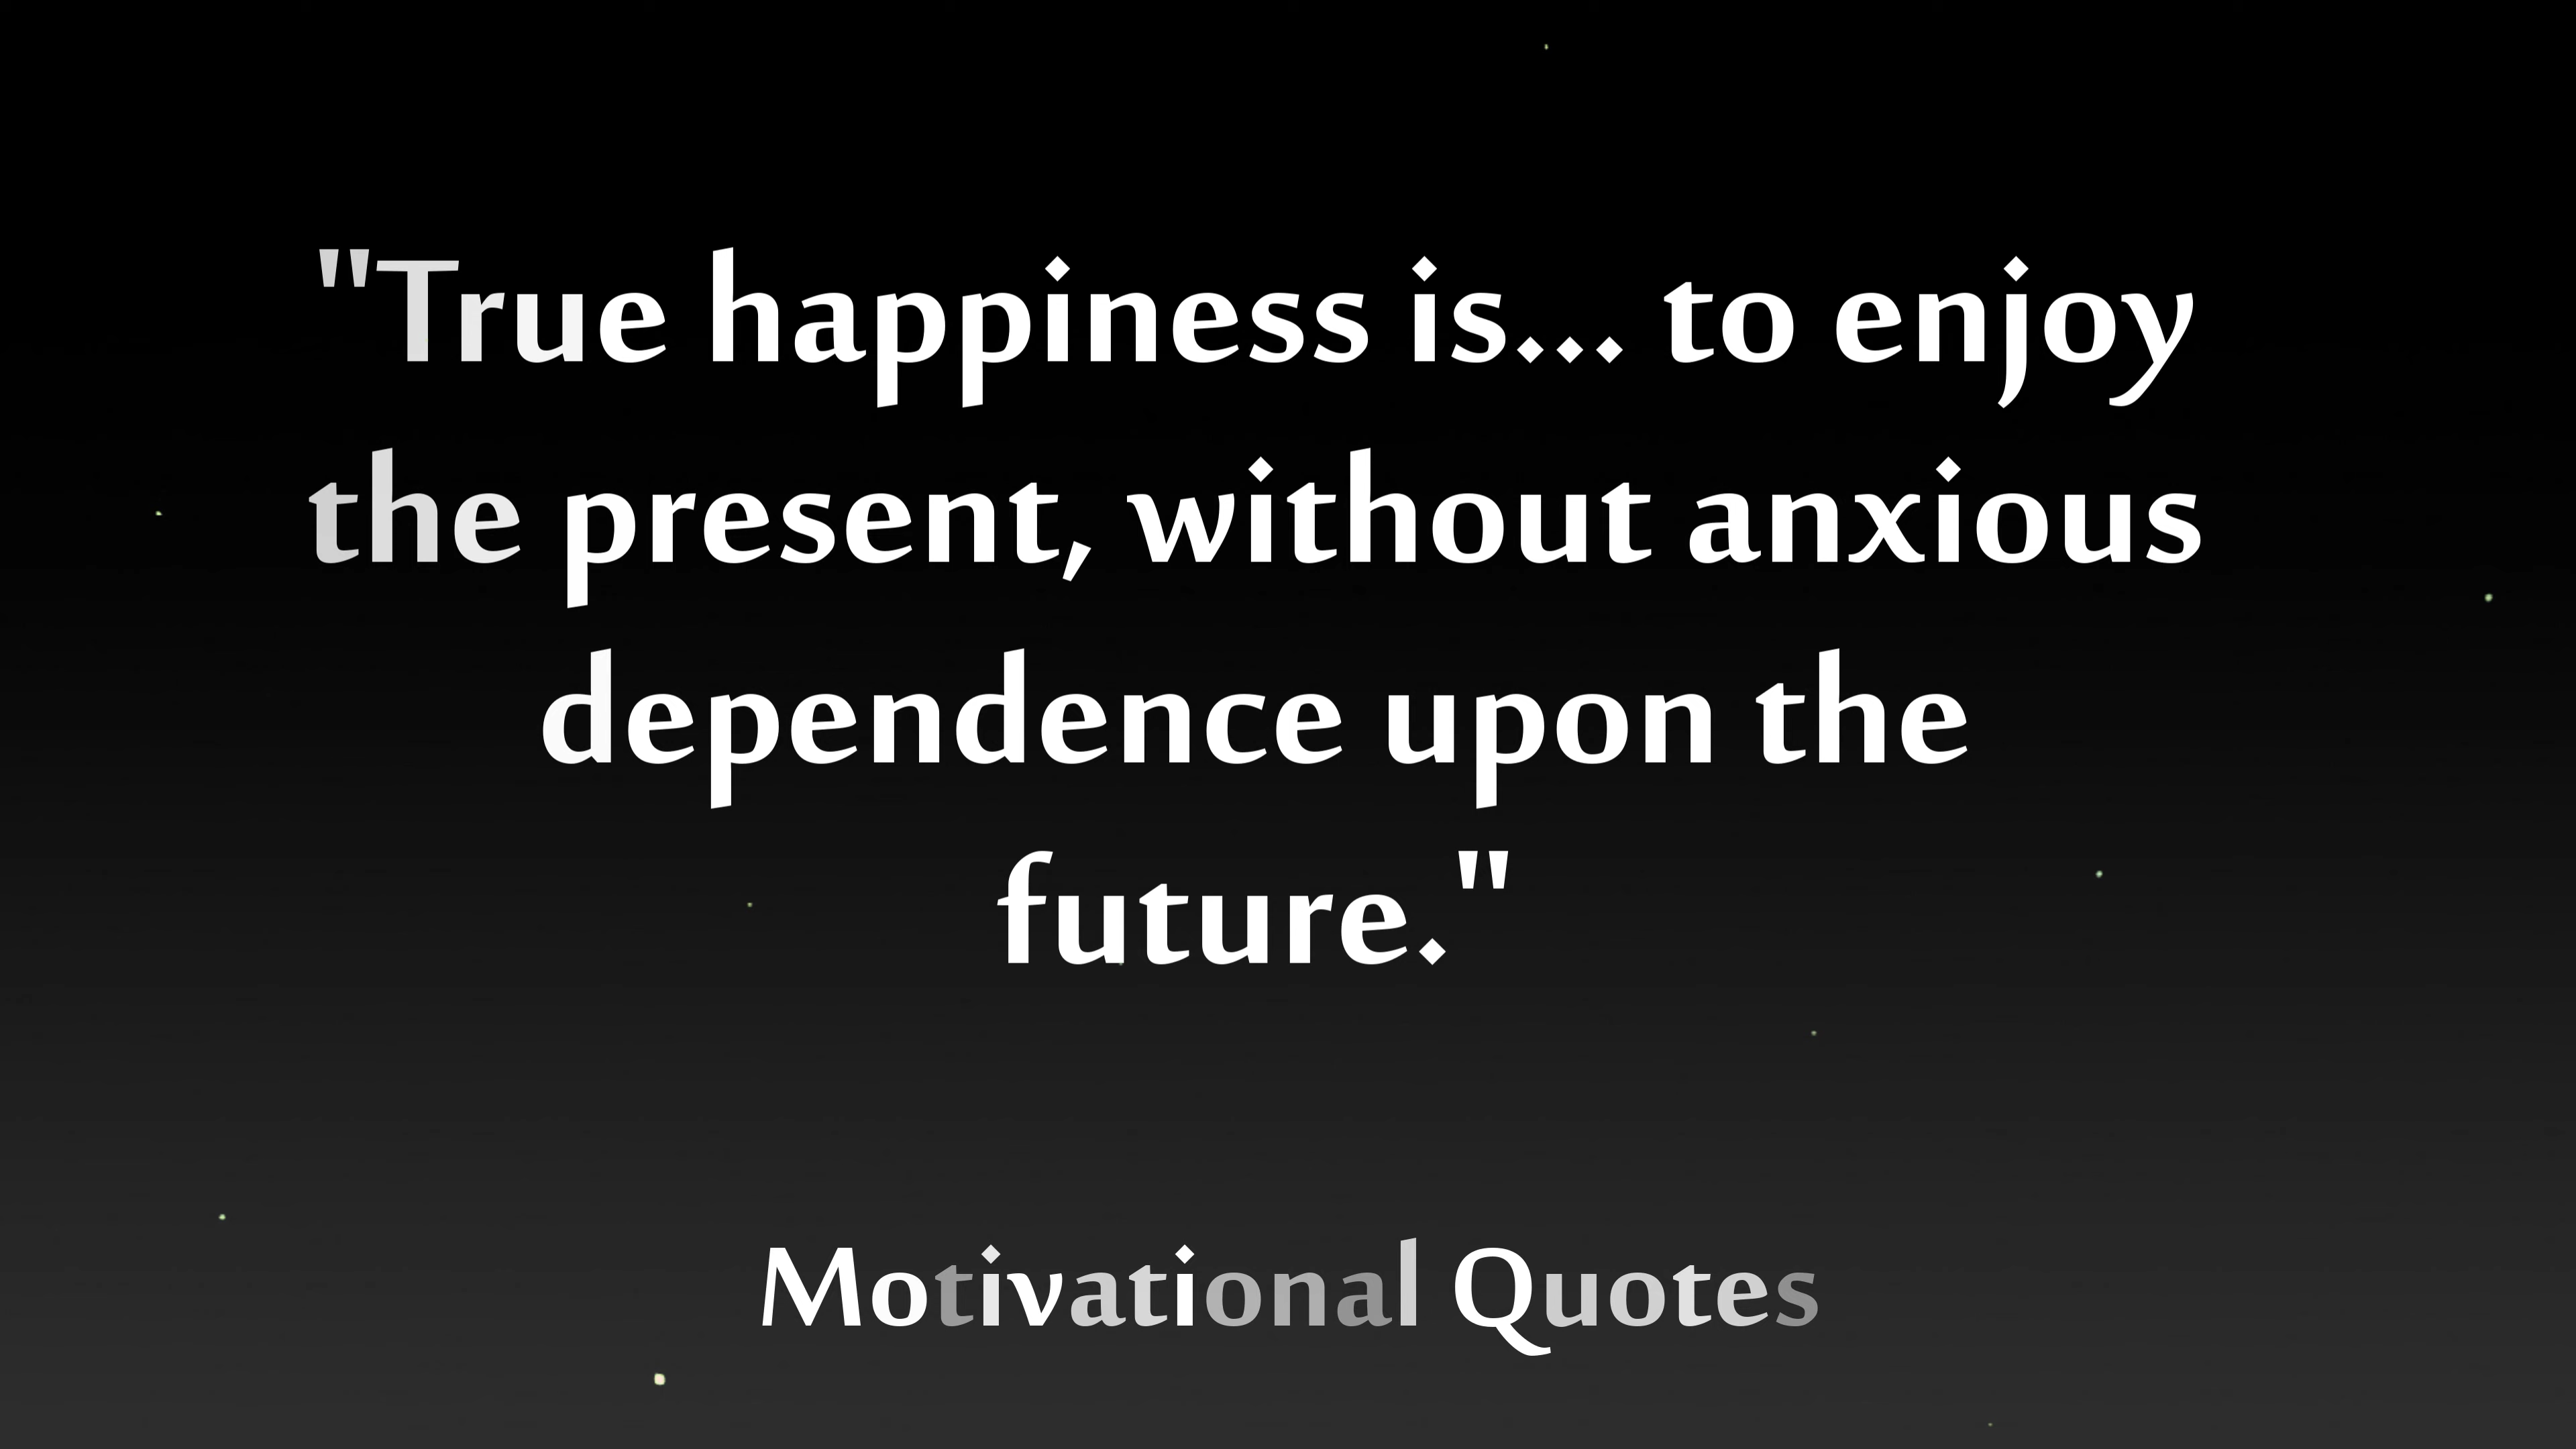 "True happiness is... to enjoy
the present, without anxious
dependence upon the
future."
Motivational Quotes